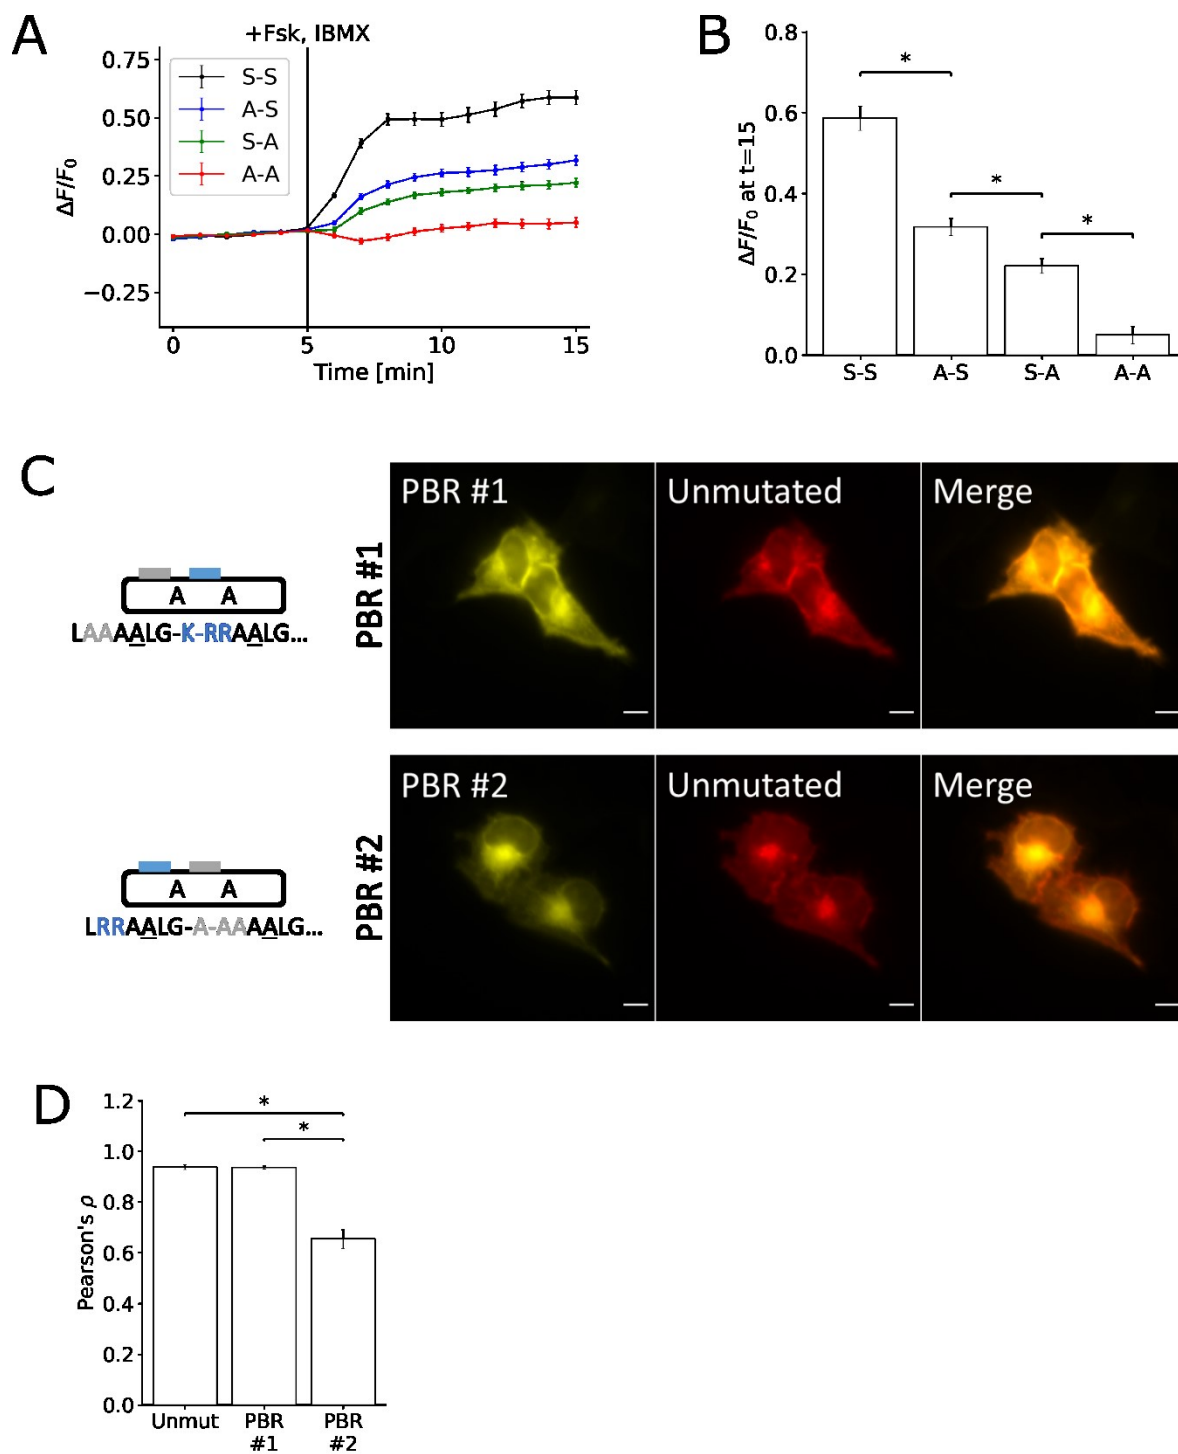 A
+Fsk, IBMX
0.75
0.50
0.25
0.00
−0.25
ΔF/F₀
S-S
A-S
S-A
A-A
0
5
10
15
Time [min]
B
0.8
0.6
0.4
0.2
0.0
ΔF/F₀ at t=15
*
*
*
S-S
A-S
S-A
A-A
C
A A
LAAAALG-K-RRAALG...
PBR #1
PBR #1
Unmutated
Merge
A A
LRRAALG-A-AAAALG...
PBR #2
PBR #2
Unmutated
Merge
D
1.2
1.0
0.8
0.6
0.4
0.2
0.0
Pearson's ρ
*
*
Unmut
PBR
#1
PBR
#2